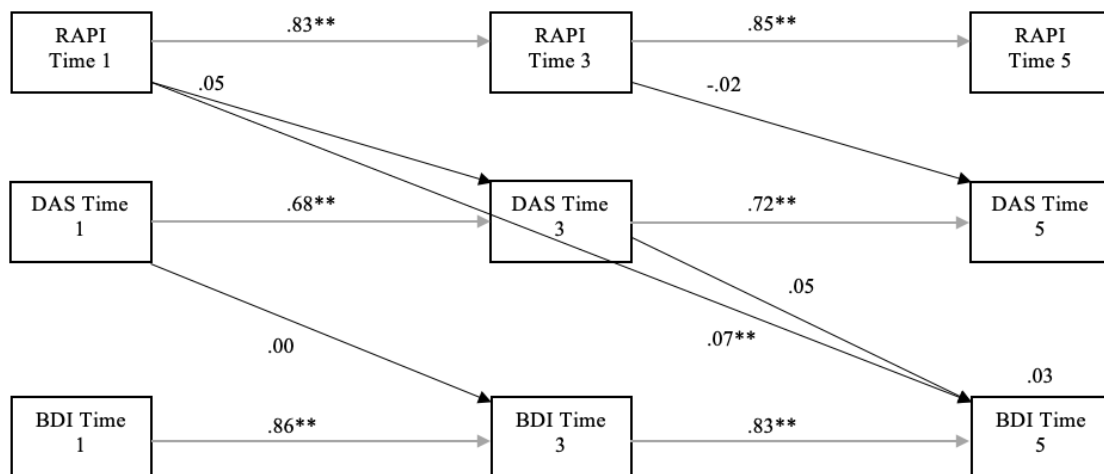 .83**
.85**
RAPI
Time 1
RAPI
Time 3
RAPI
Time 5
.05
-.02
DAS Time
1
.68**
DAS Time
3
.72**
DAS Time
5
.05
.07**
.00
.03
BDI Time
1
.86**
BDI Time
3
.83**
BDI Time
5